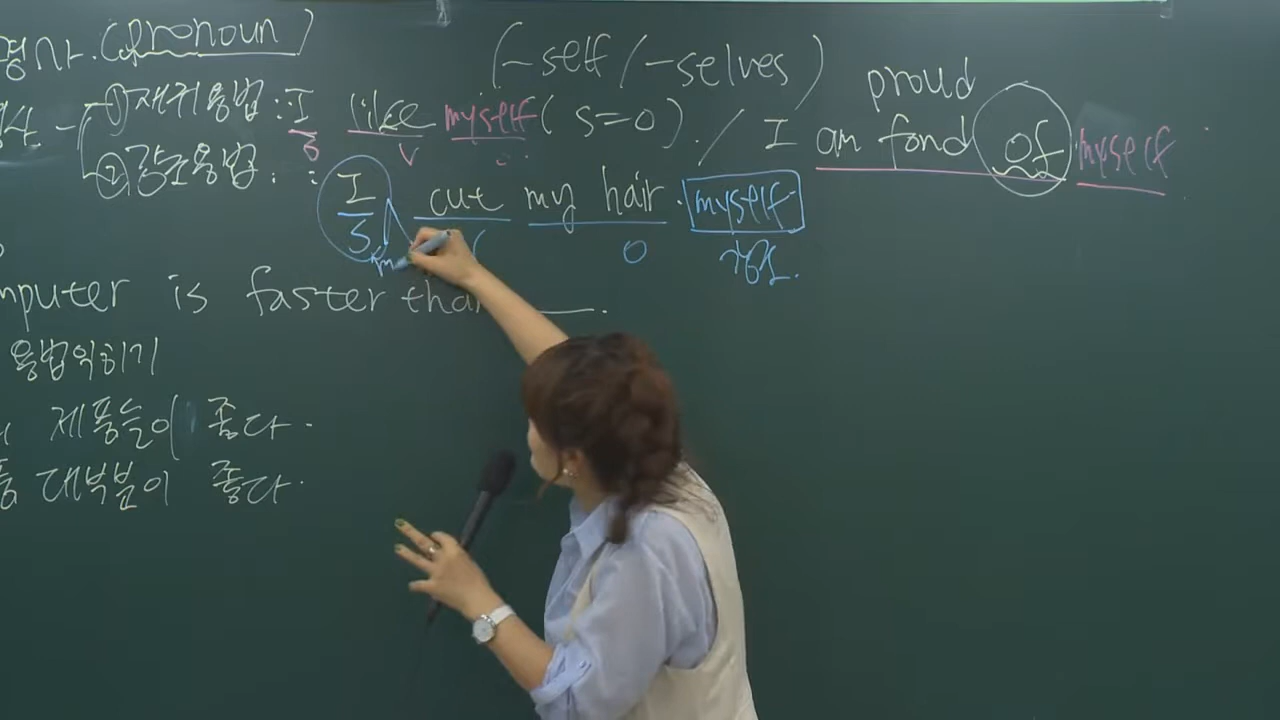 명사. (pronoun)
(-self / -selves)
proud
① 재귀용법 : I like myself ( S=O ). / I am fond of myself
S V O
② 강조용법 : I cut my hair. myself
S O 강조.
mputer is faster than ___.
용법익히기
제품들이 좋다.
대부분이 좋다.